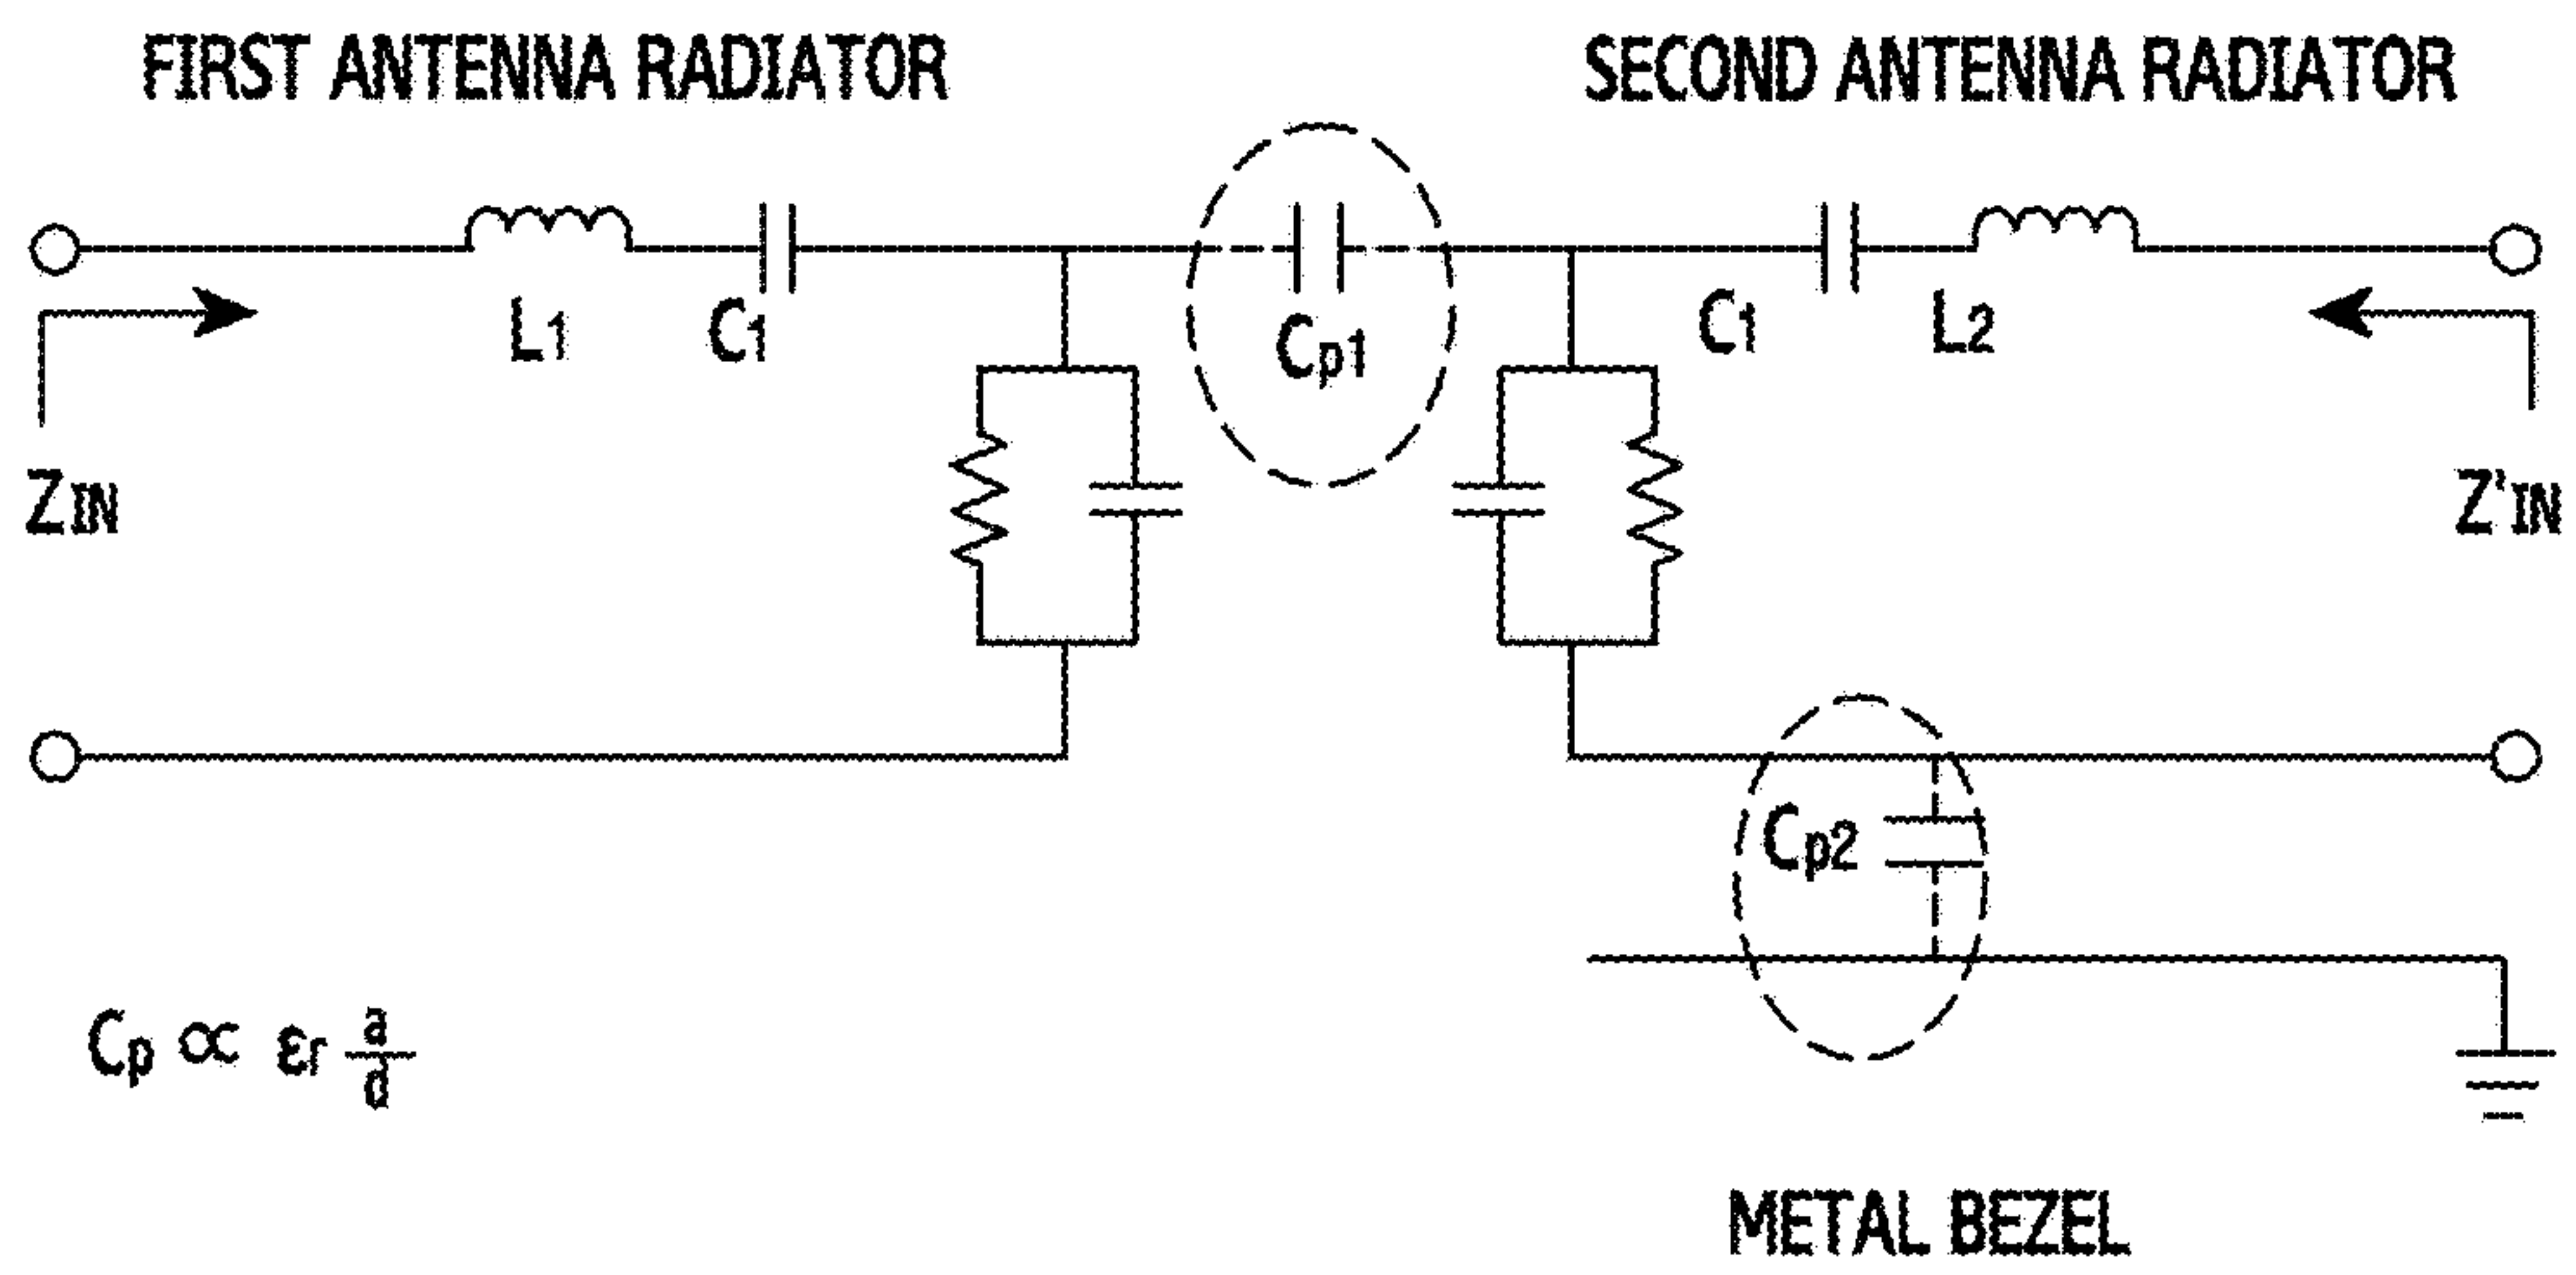 FIRST ANTENNA RADIATOR
SECOND ANTENNA RADIATOR
L1
C1
Cp1
C1
L2
ZIN
Z'IN
Cp2
Cp ∝ εr a/d
METAL BEZEL